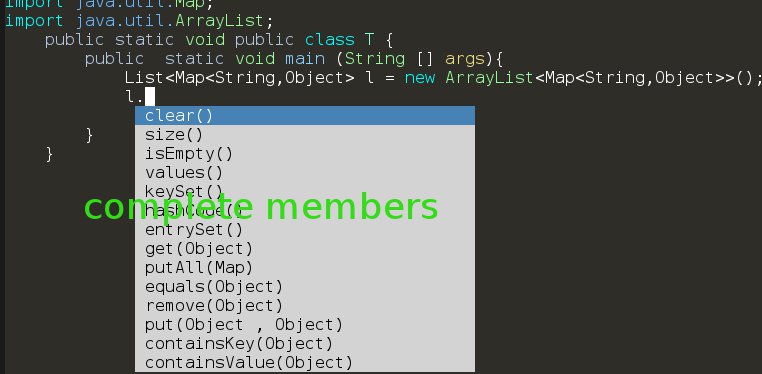 import java.util.Map;
import java.util.ArrayList;
public static void public class T {
public  static void main (String [] args){
List<Map<String,Object> l = new ArrayList<Map<String,Object>>();
l.
clear()
size()
}
isEmpty()
}
values()
keySet()
complete members
hashCode()
entrySet()
get(Object)
putAll(Map)
equals(Object)
remove(Object)
put(Object , Object)
containsKey(Object)
containsValue(Object)